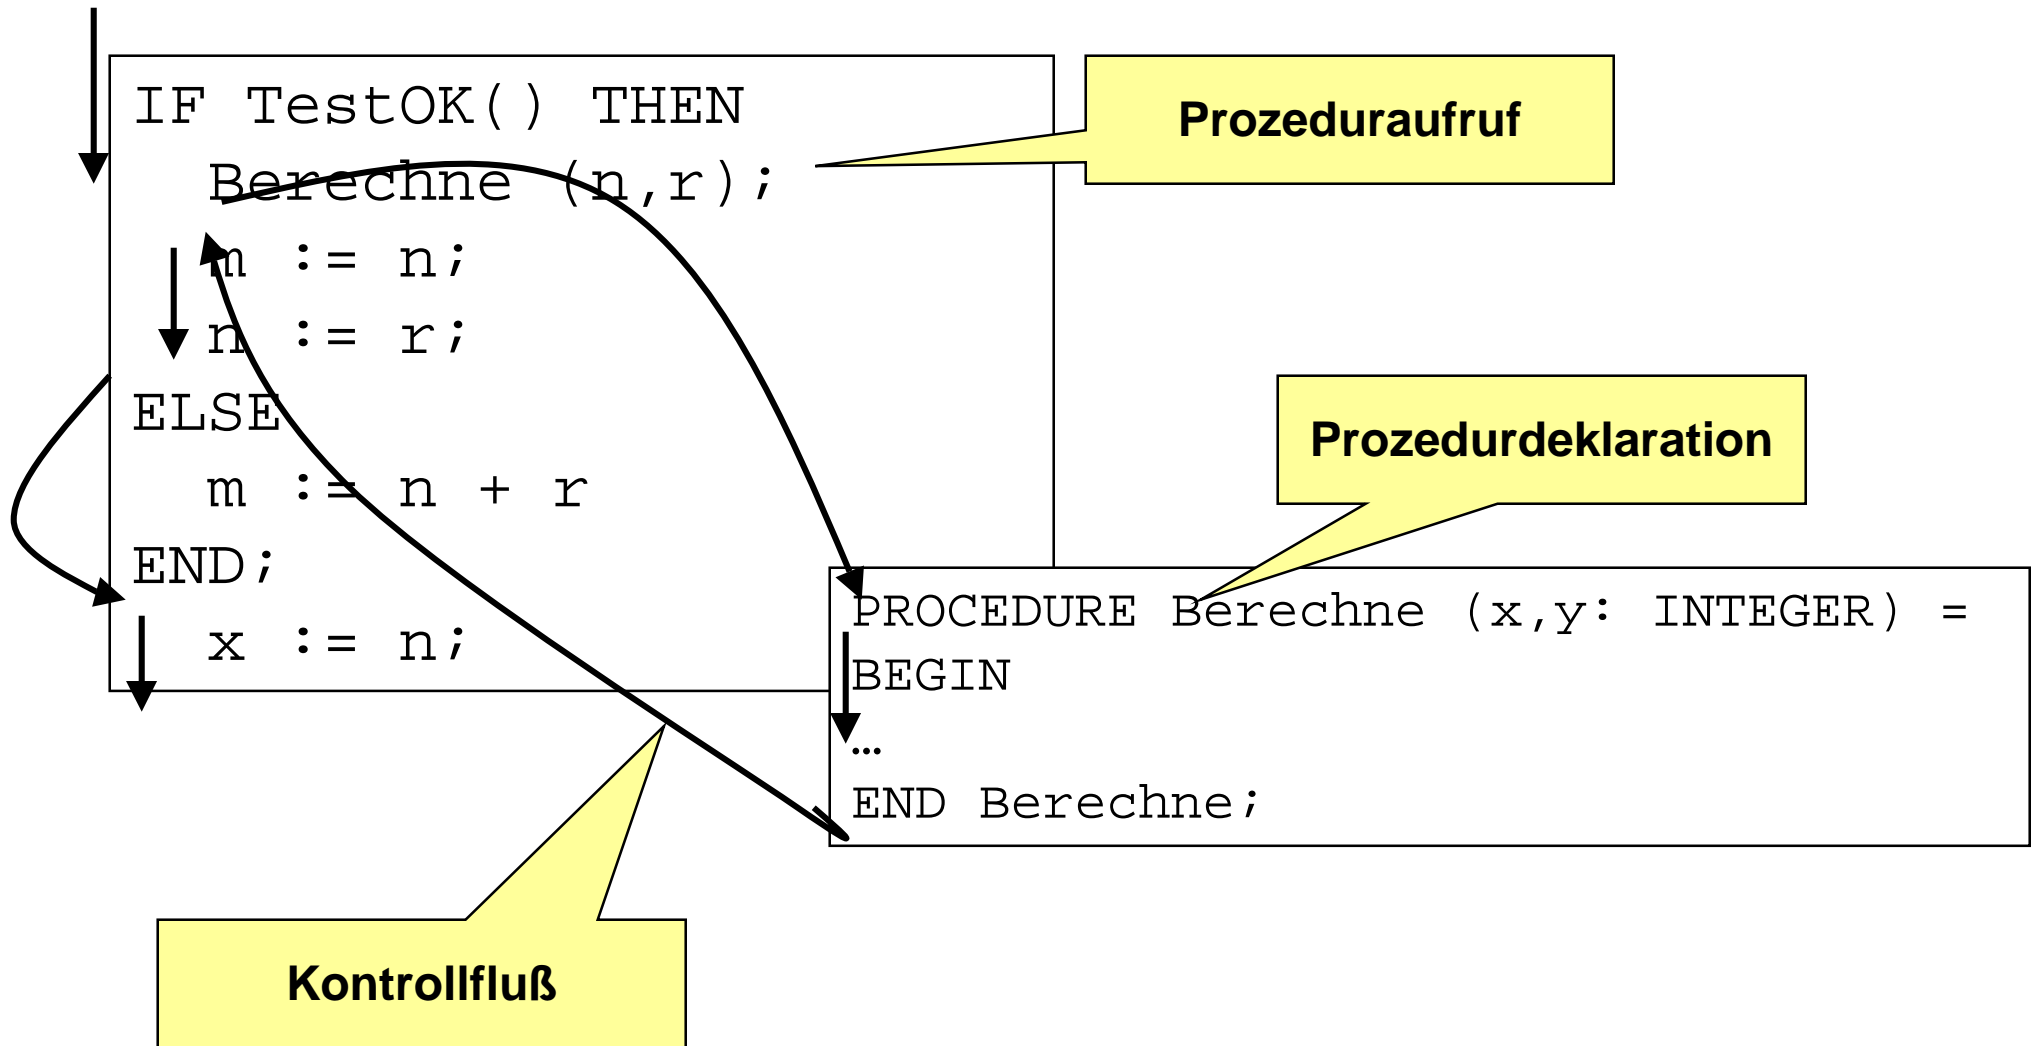 IF TestOK() THEN
Berechne (n,r);
m := n;
n := r;
ELSE
m := n + r
END;
x := n;
Prozeduraufruf
Prozedurdeklaration
PROCEDURE Berechne (x,y: INTEGER) =
BEGIN
…
END Berechne;
Kontrollfluß